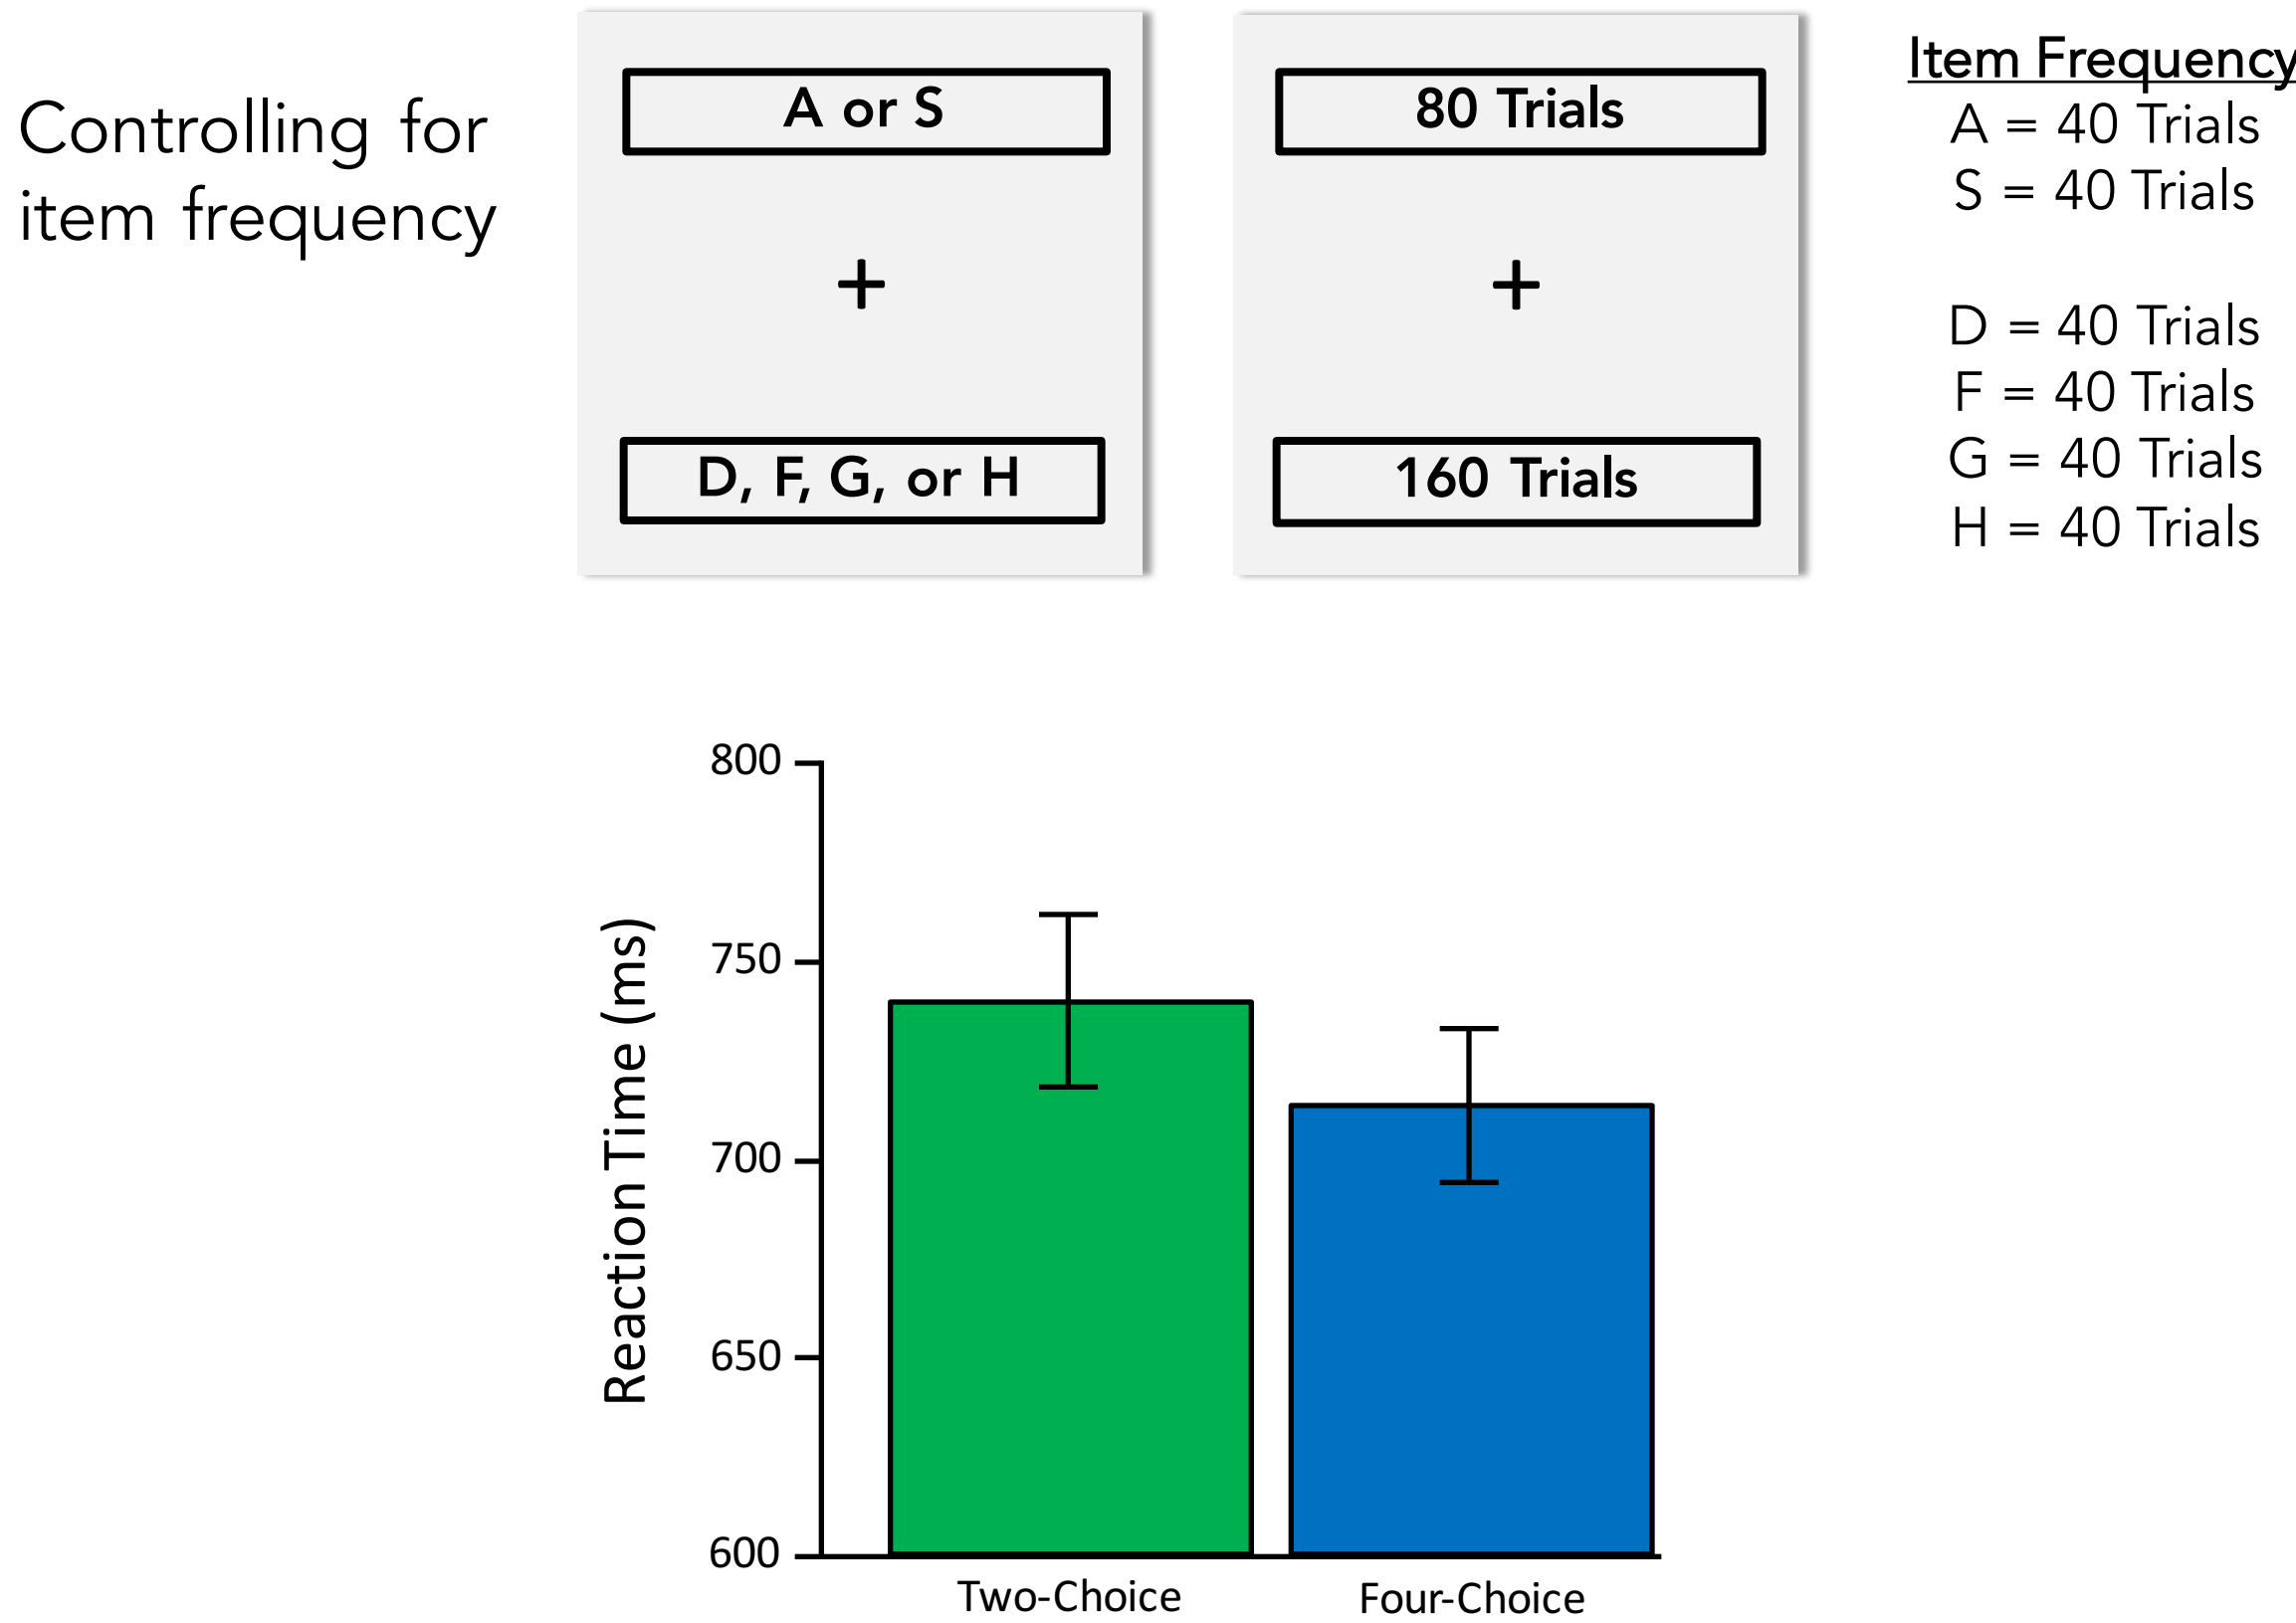 Controlling for
item frequency
A or S
+
D, F, G, or H
80 Trials
+
160 Trials
Item Frequency
A = 40 Trials
S = 40 Trials
D = 40 Trials
F = 40 Trials
G = 40 Trials
H = 40 Trials
Reaction Time (ms)
800
750
700
650
600
Two-Choice
Four-Choice